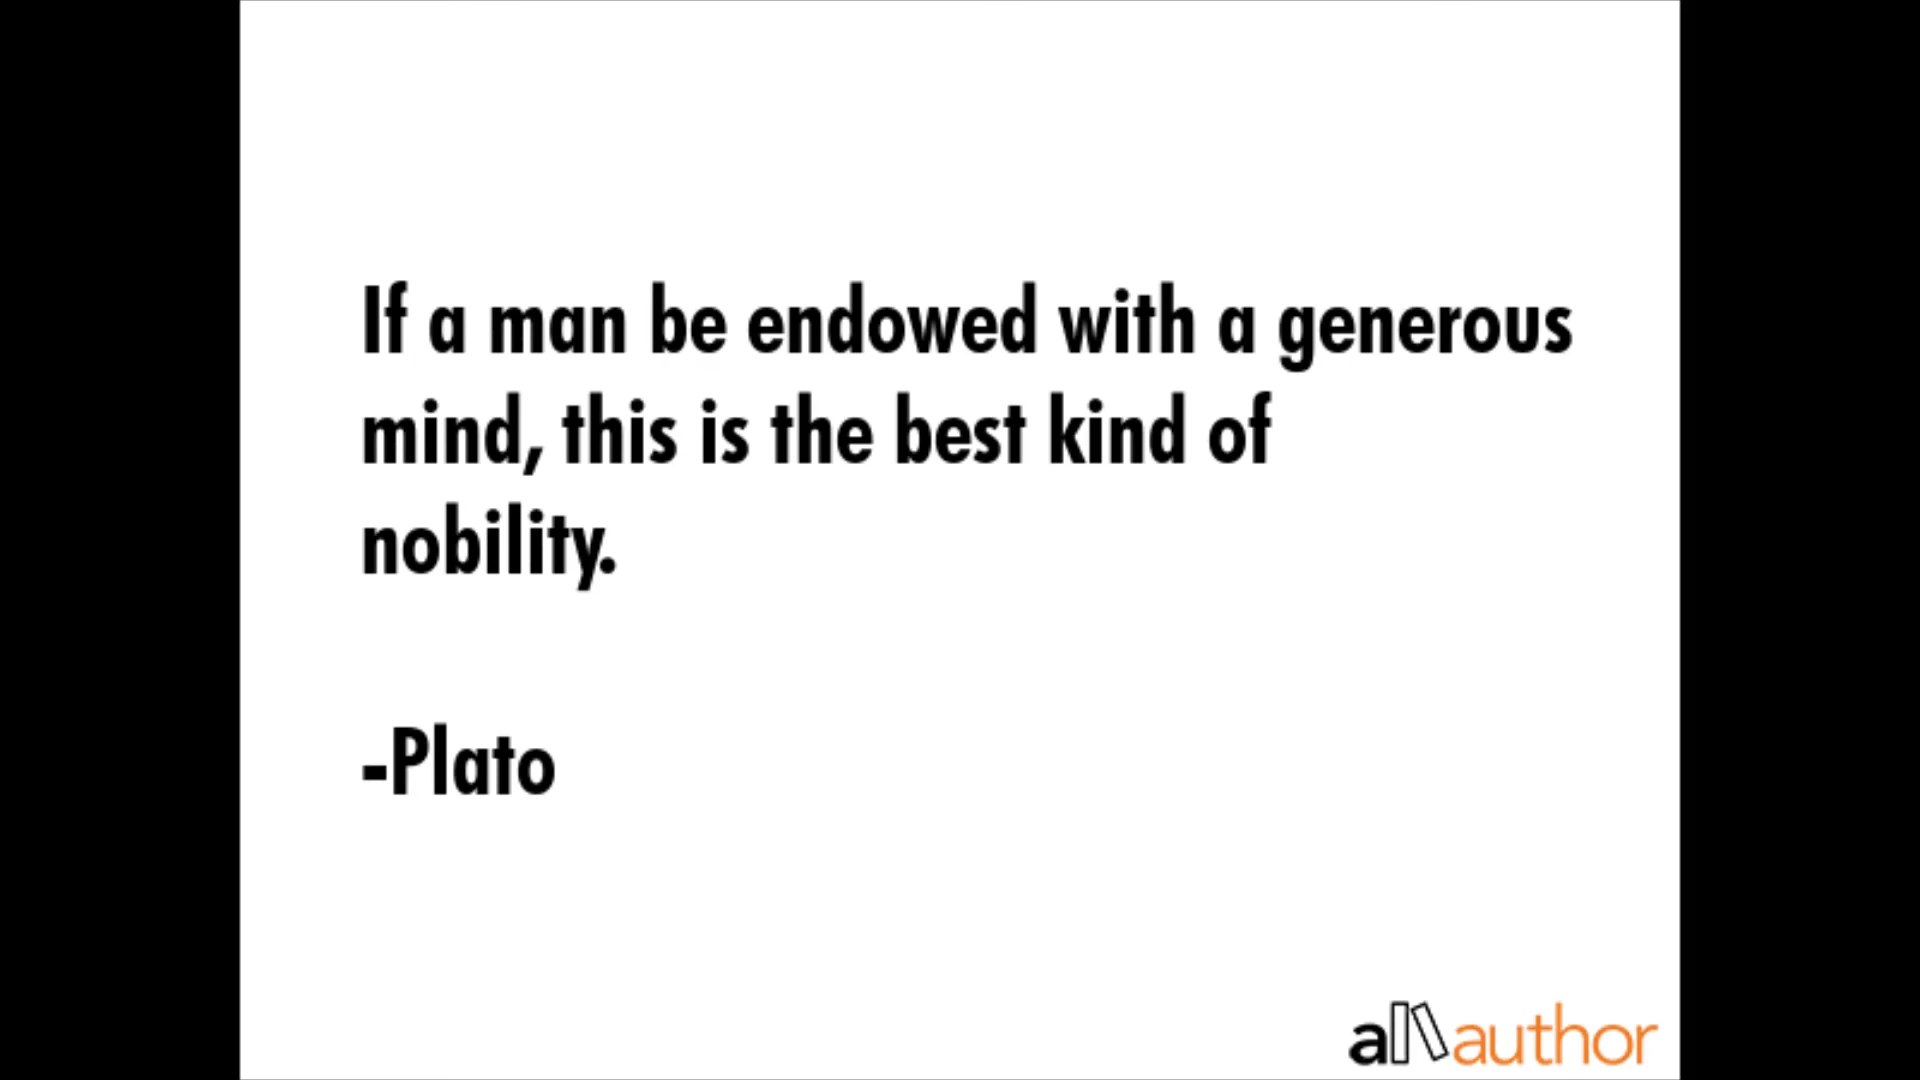 If a man be endowed with a generous
mind, this is the best kind of
nobility.
-Plato
allauthor